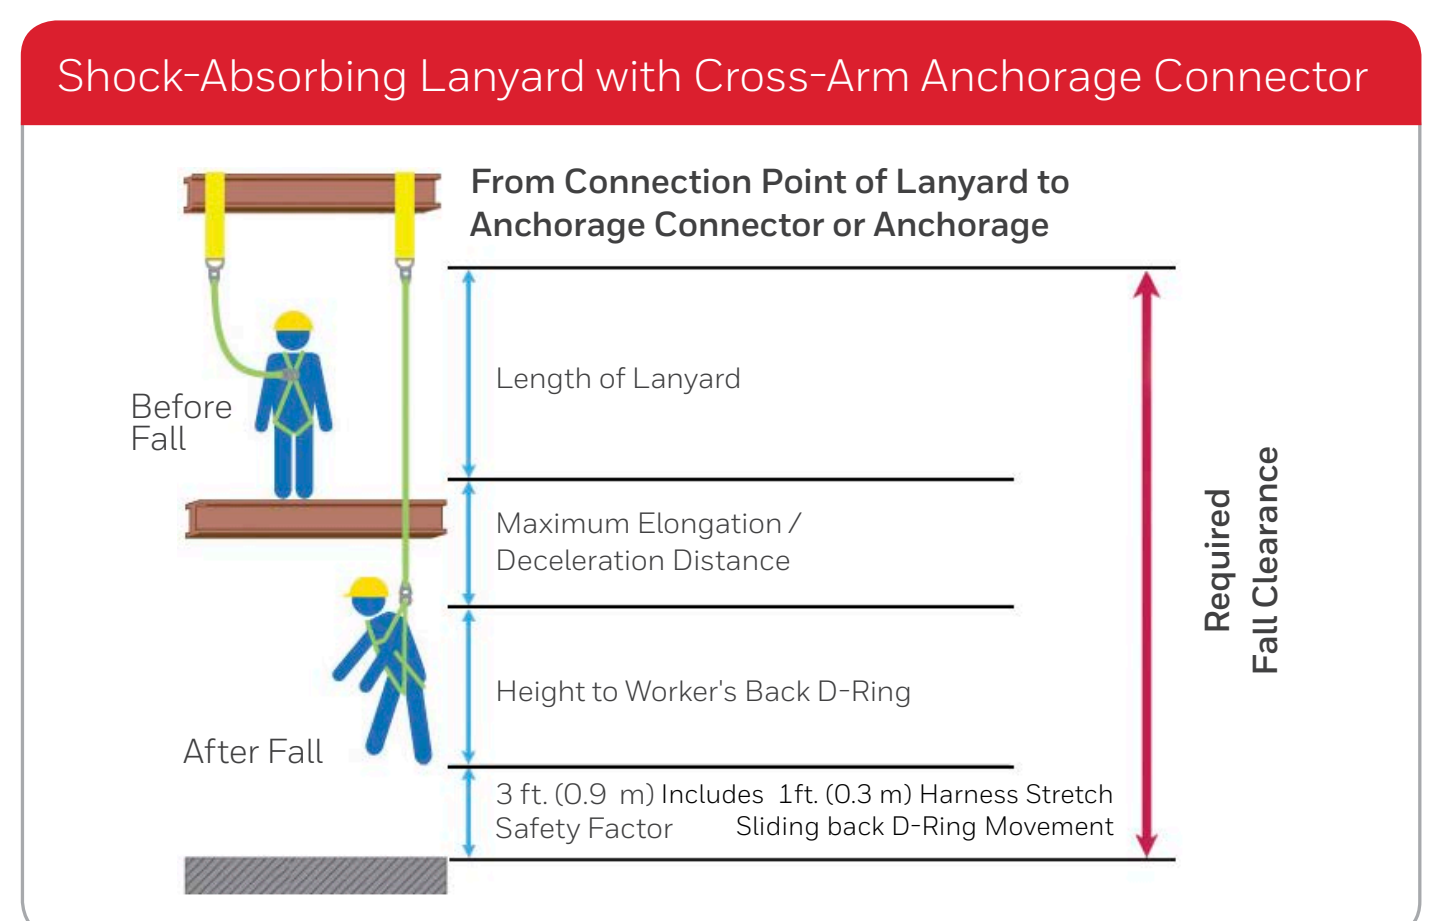 Shock-Absorbing Lanyard with Cross-Arm Anchorage Connector
From Connection Point of Lanyard to
Anchorage Connector or Anchorage
Length of Lanyard
Before
Fall
Maximum Elongation /
Deceleration Distance
Required
Fall Clearance
Height to Worker's Back D-Ring
After Fall
3 ft. (0.9 m) Includes 1ft. (0.3 m) Harness Stretch
Safety Factor Sliding back D-Ring Movement